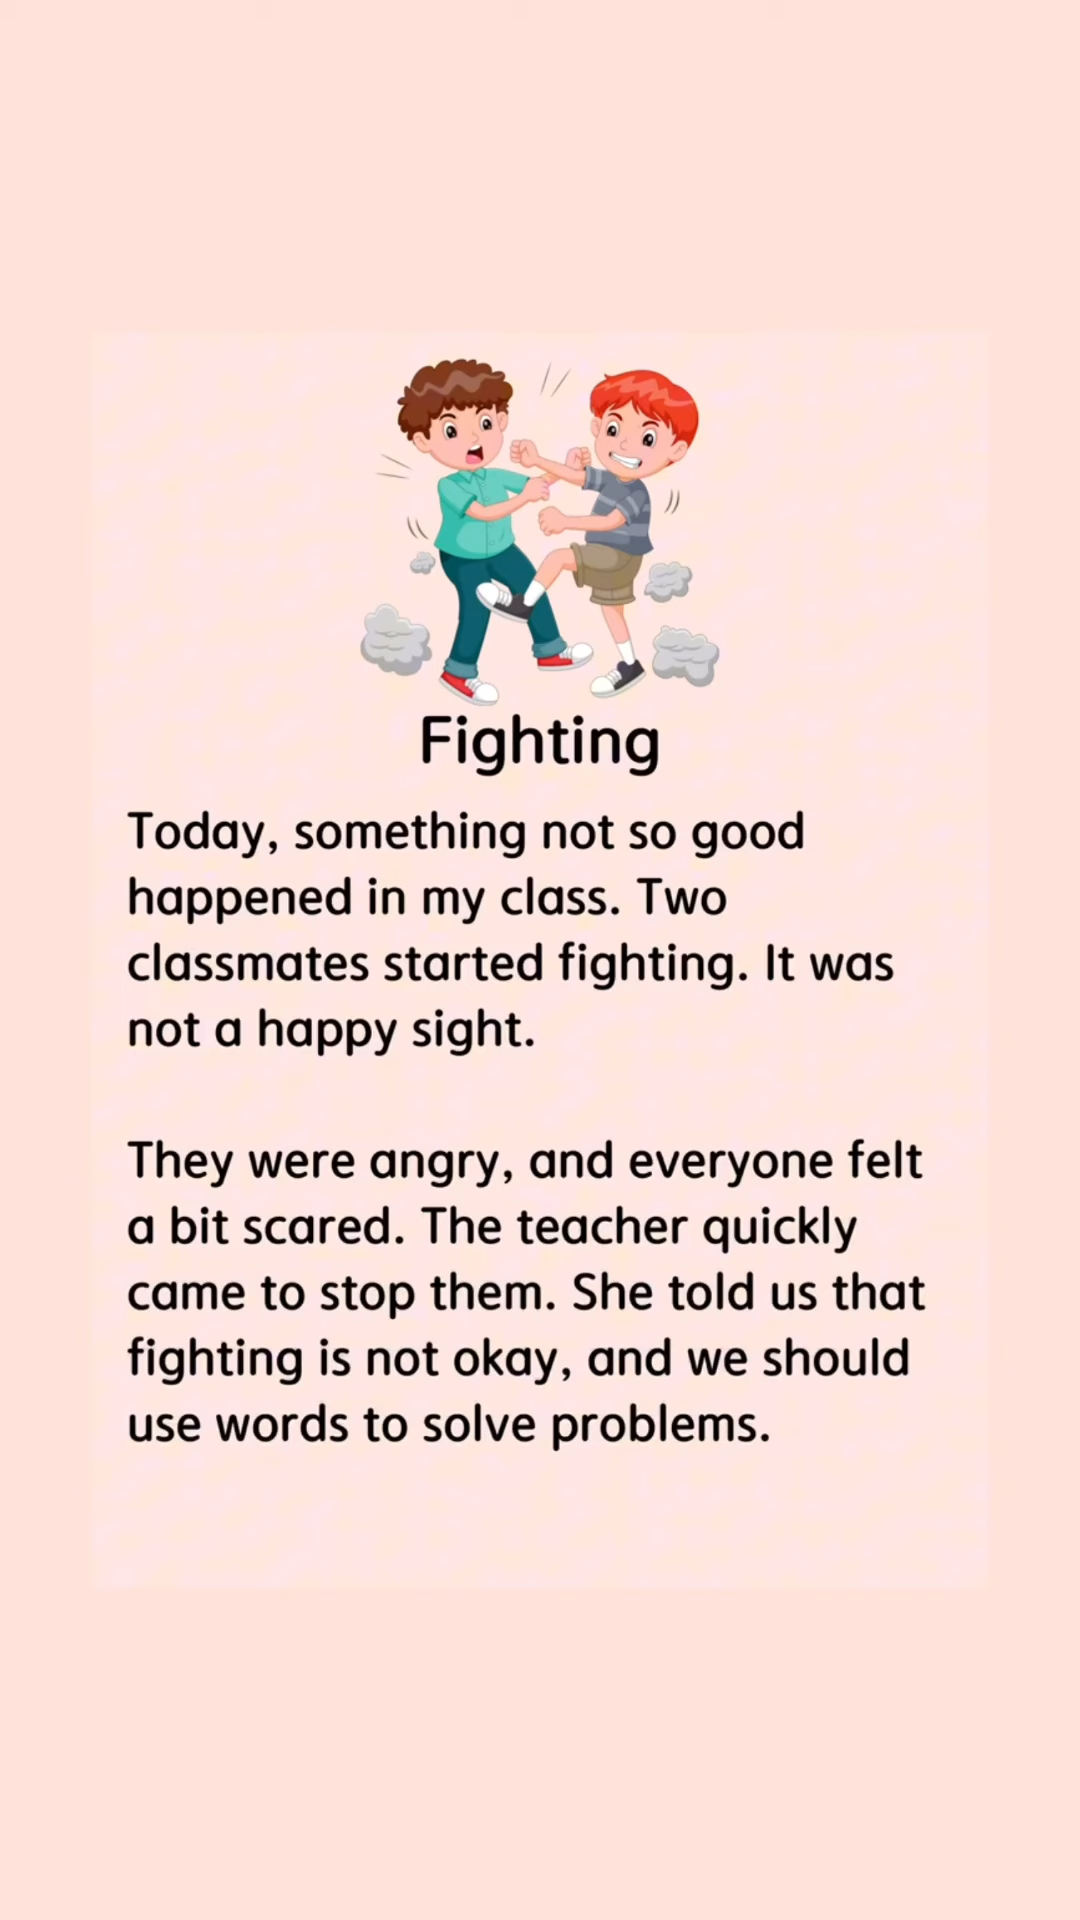 Fighting
Today, something not so good
happened in my class. Two
classmates started fighting. It was
not a happy sight.
They were angry, and everyone felt
a bit scared. The teacher quickly
came to stop them. She told us that
fighting is not okay, and we should
use words to solve problems.